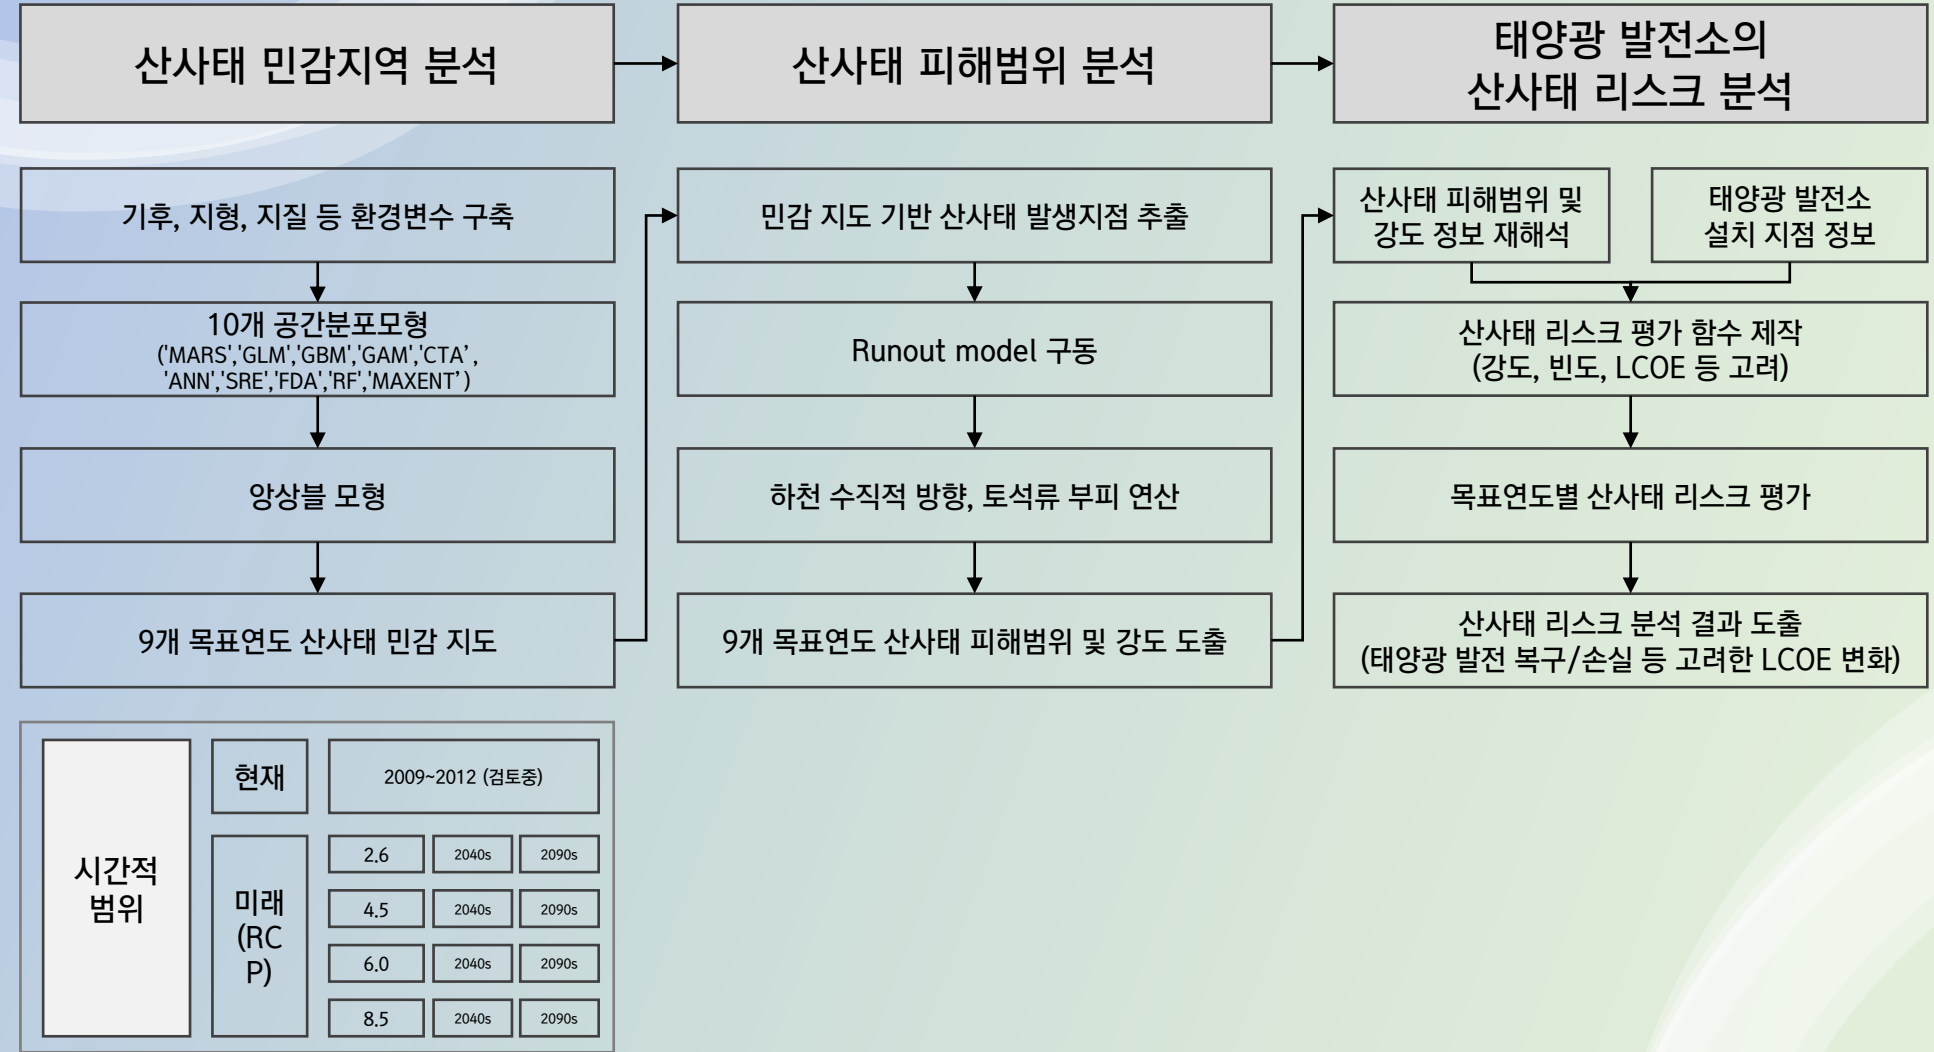 산사태 민감지역 분석
산사태 피해범위 분석
태양광 발전소의
산사태 리스크 분석
기후, 지형, 지질 등 환경변수 구축
10개 공간분포모형
('MARS','GLM','GBM','GAM','CTA',
'ANN','SRE','FDA','RF','MAXENT')
앙상블 모형
9개 목표연도 산사태 민감 지도
민감 지도 기반 산사태 발생지점 추출
Runout model 구동
하천 수직적 방향, 토석류 부피 연산
9개 목표연도 산사태 피해범위 및 강도 도출
산사태 피해범위 및
강도 정보 재해석
태양광 발전소
설치 지점 정보
산사태 리스크 평가 함수 제작
(강도, 빈도, LCOE 등 고려)
목표연도별 산사태 리스크 평가
산사태 리스크 분석 결과 도출
(태양광 발전 복구/손실 등 고려한 LCOE 변화)
시간적
범위
현재
2009~2012 (검토중)
미래
(RC
P)
2.6 2040s 2090s
4.5 2040s 2090s
6.0 2040s 2090s
8.5 2040s 2090s